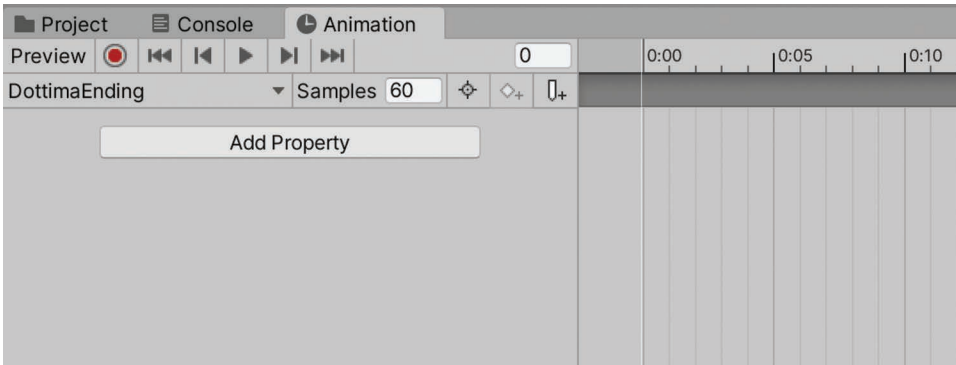 Project Console Animation
Preview 0 0:00 0:05 0:10
DottimaEnding Samples 60
Add Property